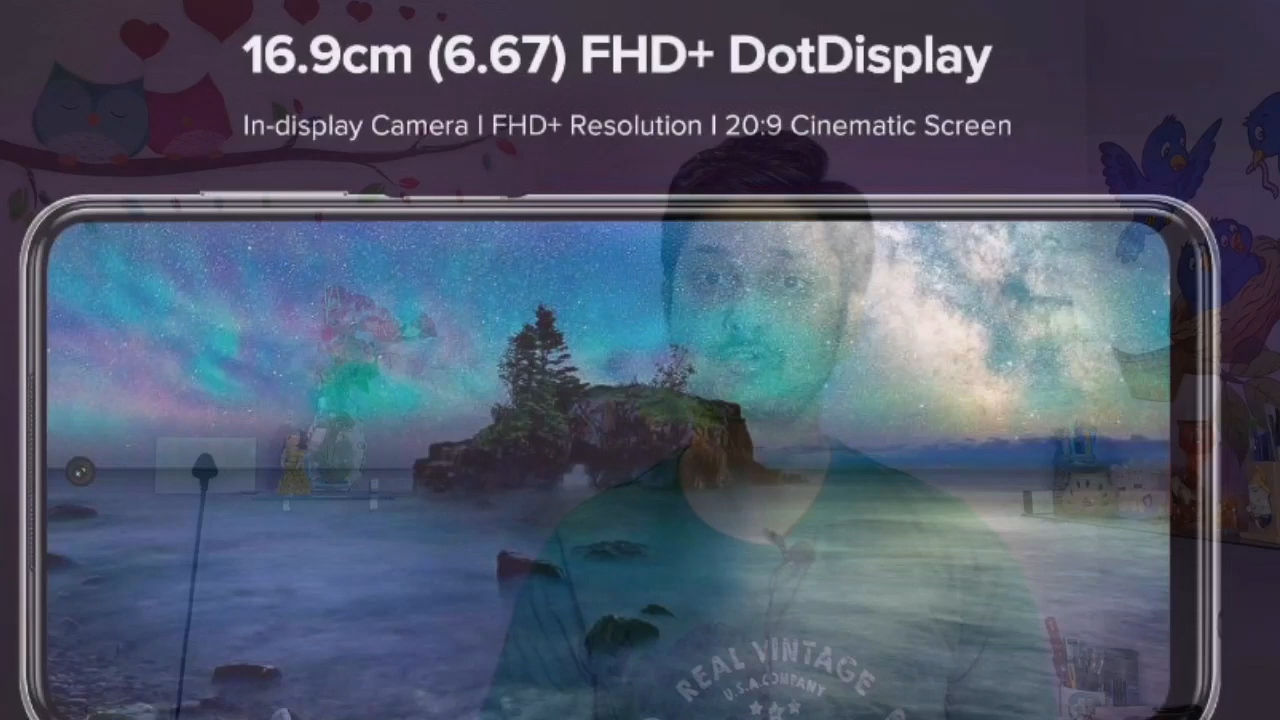 16.9cm (6.67) FHD+ DotDisplay
In-display Camera | FHD+ Resolution | 20:9 Cinematic Screen
REAL VINTAGE
U.S.A.COMPANY